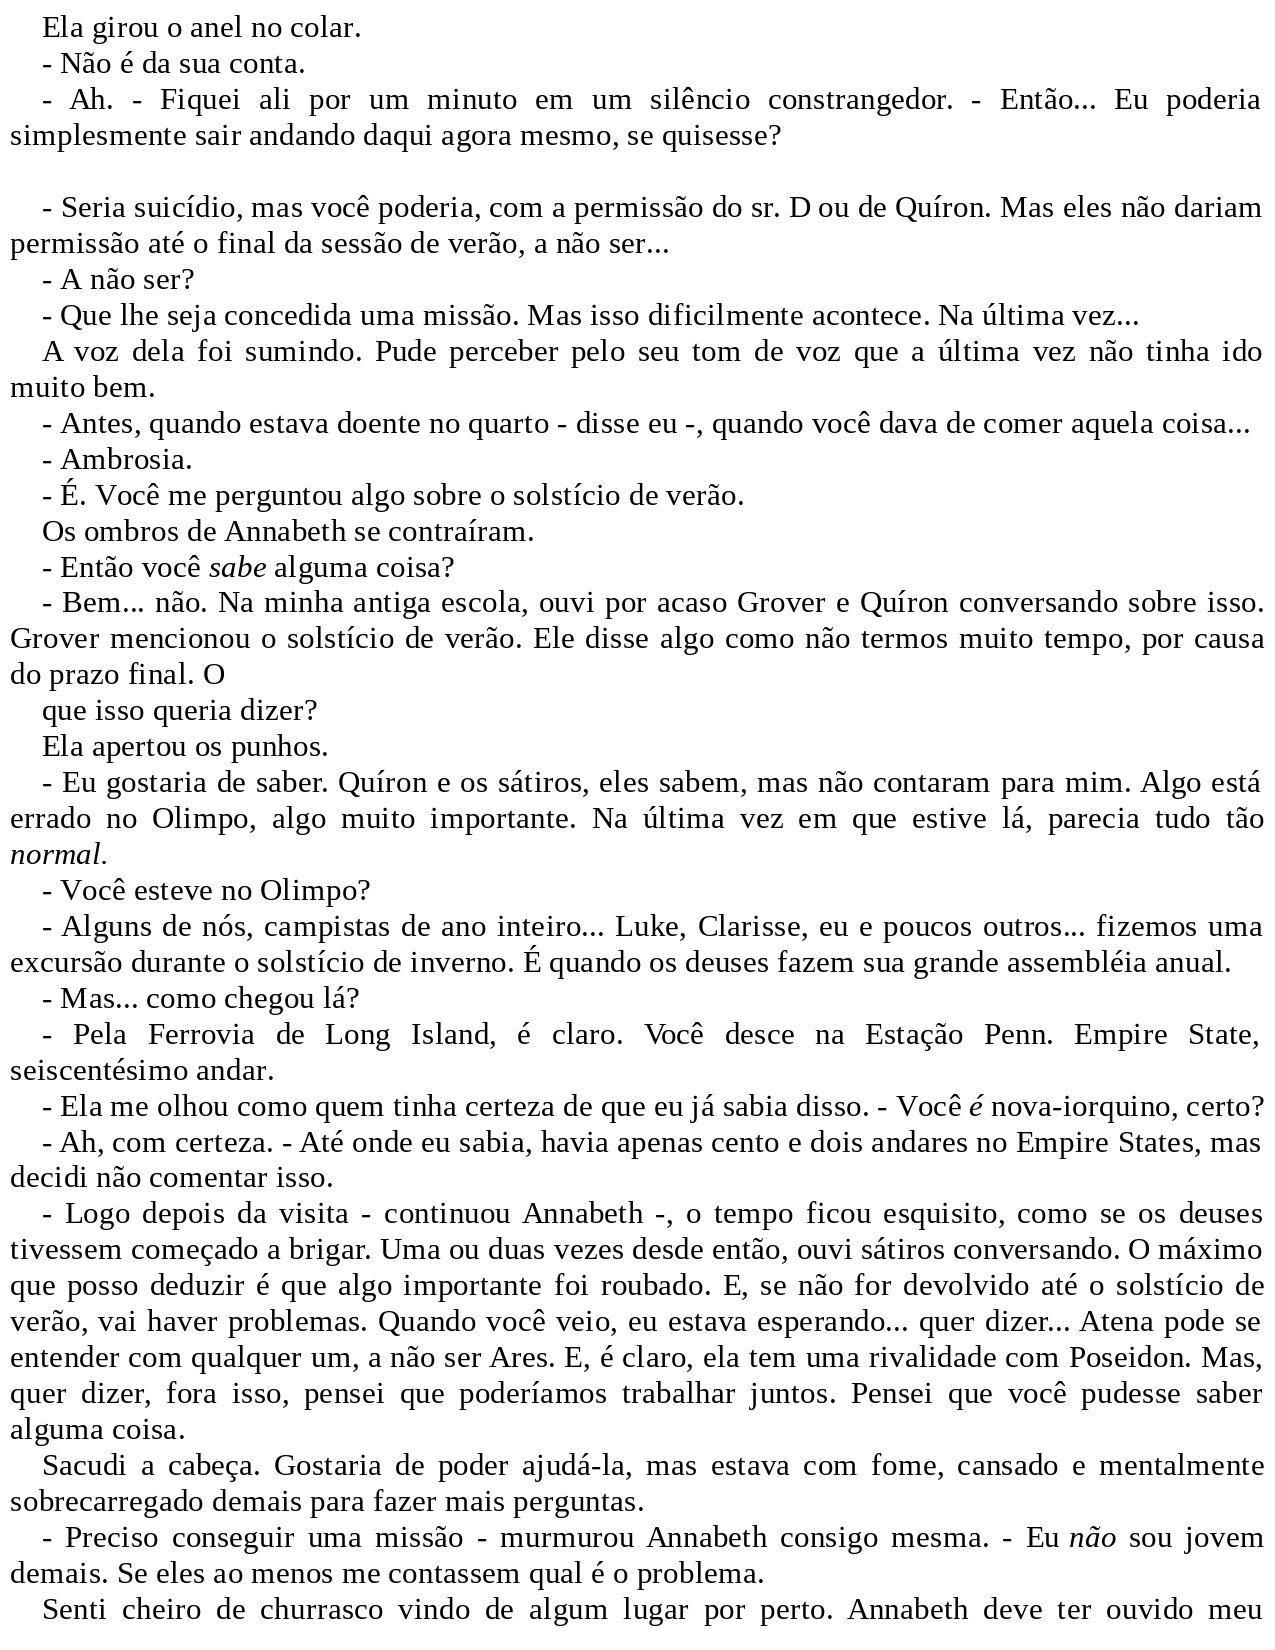 Ela girou o anel no colar.
- Não é da sua conta.
- Ah. - Fiquei ali por um minuto em um silêncio constrangedor. - Então... Eu poderia
simplesmente sair andando daqui agora mesmo, se quisesse?
- Seria suicídio, mas você poderia, com a permissão do sr. D ou de Quíron. Mas eles não dariam
permissão até o final da sessão de verão, a não ser...
- A não ser?
- Que lhe seja concedida uma missão. Mas isso dificilmente acontece. Na última vez...
A voz dela foi sumindo. Pude perceber pelo seu tom de voz que a última vez não tinha ido
muito bem.
- Antes, quando estava doente no quarto - disse eu -, quando você dava de comer aquela coisa...
- Ambrosia.
- É. Você me perguntou algo sobre o solstício de verão.
Os ombros de Annabeth se contraíram.
- Então você sabe alguma coisa?
- Bem... não. Na minha antiga escola, ouvi por acaso Grover e Quíron conversando sobre isso.
Grover mencionou o solstício de verão. Ele disse algo como não termos muito tempo, por causa
do prazo final. O
que isso queria dizer?
Ela apertou os punhos.
- Eu gostaria de saber. Quíron e os sátiros, eles sabem, mas não contaram para mim. Algo está
errado no Olimpo, algo muito importante. Na última vez em que estive lá, parecia tudo tão
normal.
- Você esteve no Olimpo?
- Alguns de nós, campistas de ano inteiro... Luke, Clarisse, eu e poucos outros... fizemos uma
excursão durante o solstício de inverno. É quando os deuses fazem sua grande assembléia anual.
- Mas... como chegou lá?
- Pela Ferrovia de Long Island, é claro. Você desce na Estação Penn. Empire State,
seiscentésimo andar.
- Ela me olhou como quem tinha certeza de que eu já sabia disso. - Você é nova-iorquino, certo?
- Ah, com certeza. - Até onde eu sabia, havia apenas cento e dois andares no Empire States, mas
decidi não comentar isso.
- Logo depois da visita - continuou Annabeth -, o tempo ficou esquisito, como se os deuses
tivessem começado a brigar. Uma ou duas vezes desde então, ouvi sátiros conversando. O máximo
que posso deduzir é que algo importante foi roubado. E, se não for devolvido até o solstício de
verão, vai haver problemas. Quando você veio, eu estava esperando... quer dizer... Atena pode se
entender com qualquer um, a não ser Ares. E, é claro, ela tem uma rivalidade com Poseidon. Mas,
quer dizer, fora isso, pensei que poderíamos trabalhar juntos. Pensei que você pudesse saber
alguma coisa.
Sacudi a cabeça. Gostaria de poder ajudá-la, mas estava com fome, cansado e mentalmente
sobrecarregado demais para fazer mais perguntas.
- Preciso conseguir uma missão - murmurou Annabeth consigo mesma. - Eu não sou jovem
demais. Se eles ao menos me contassem qual é o problema.
Senti cheiro de churrasco vindo de algum lugar por perto. Annabeth deve ter ouvido meu